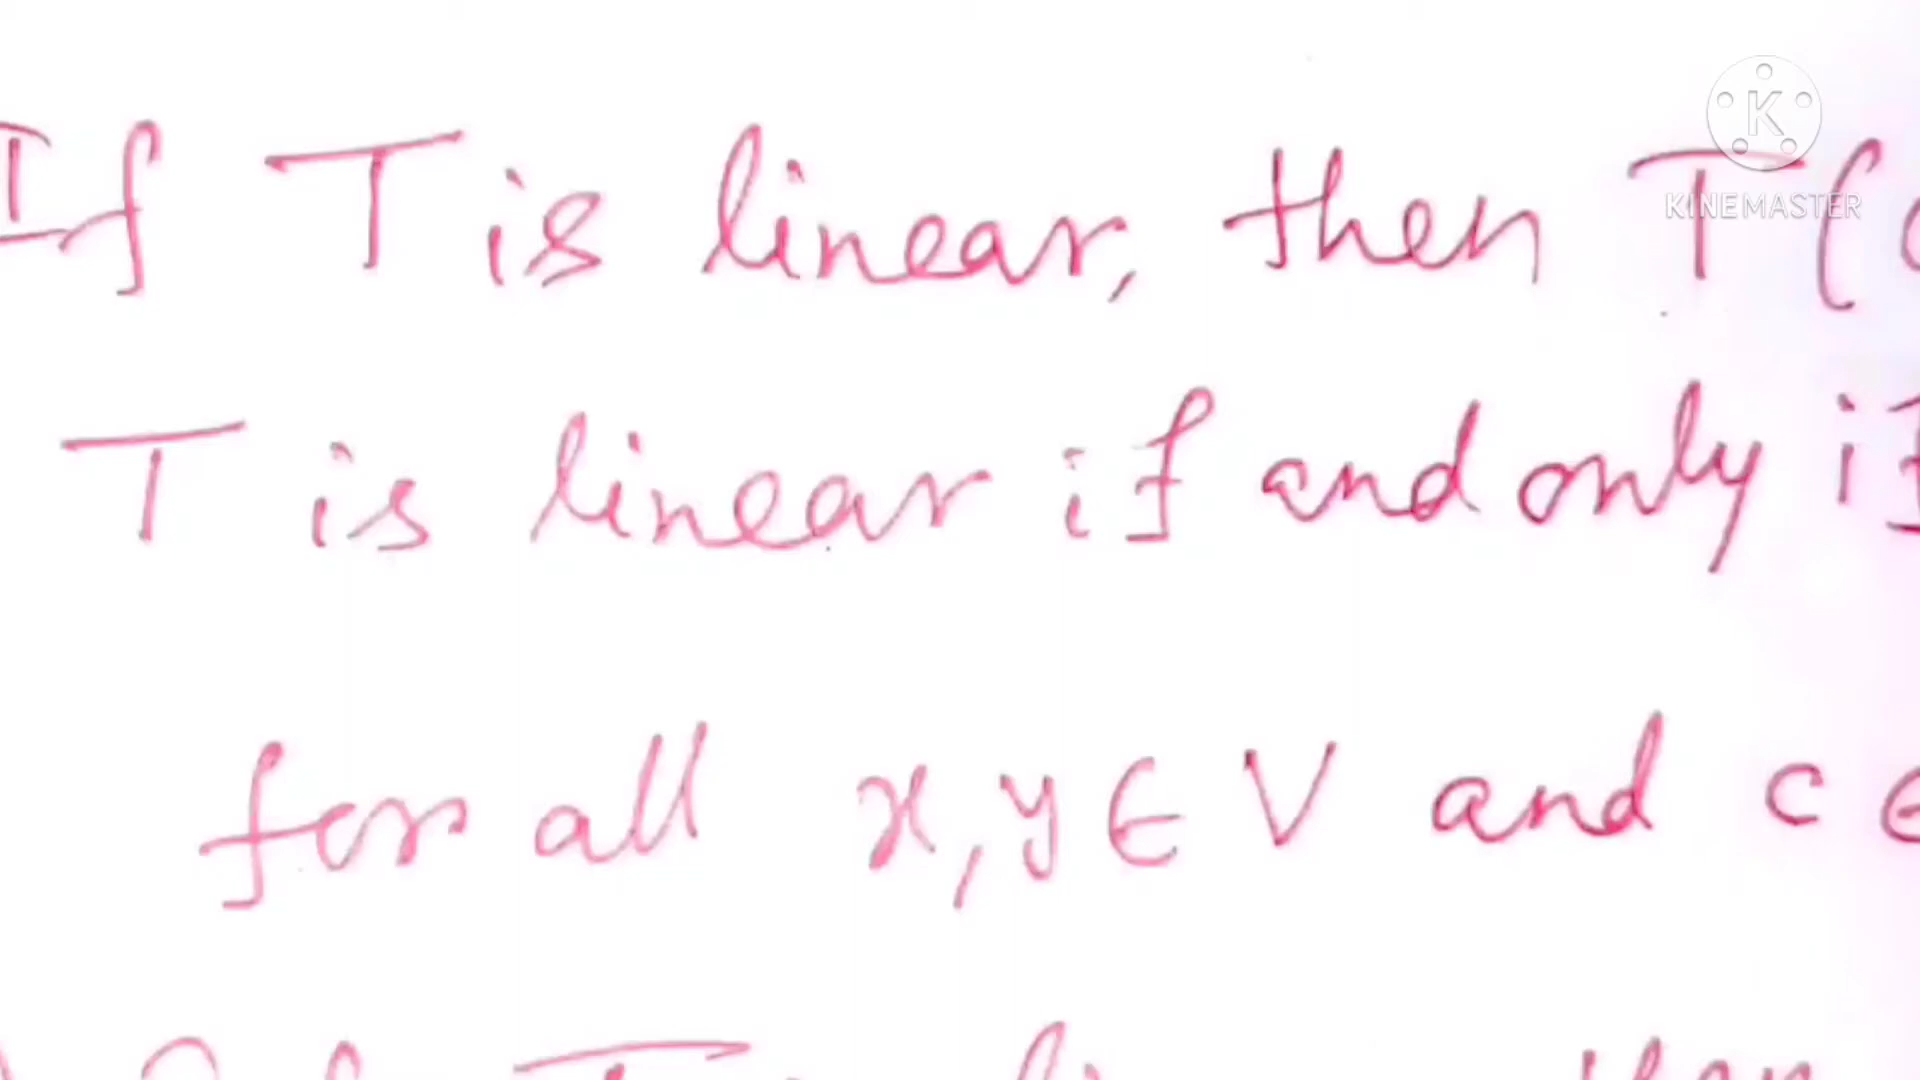 If T is linear, then T(
T is linear if and only if
for all x, y ∈ V and c ∈
KINEMASTER